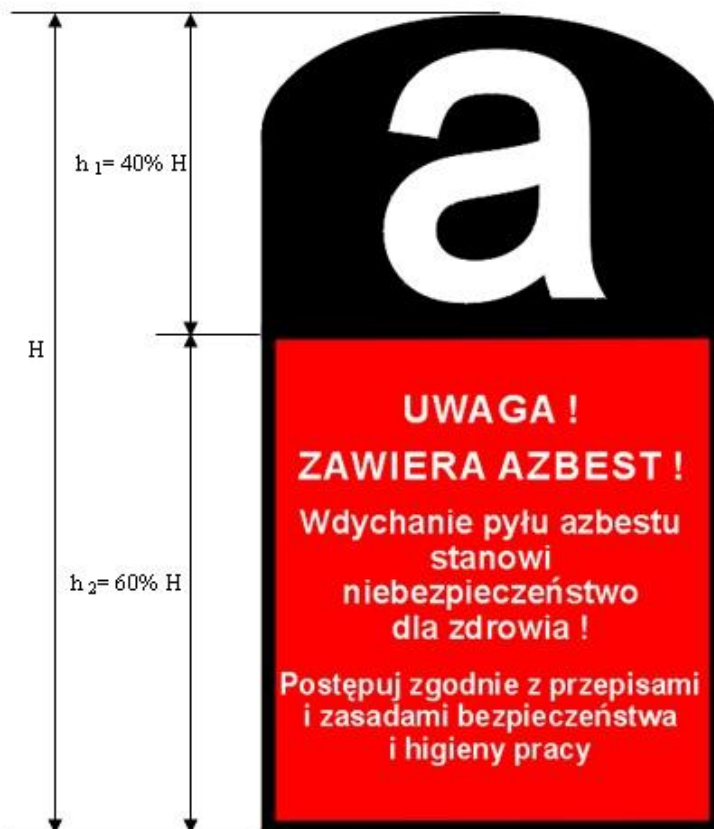 a
h 1= 40% H
H
UWAGA !
ZAWIERA AZBEST !
Wdychanie pyłu azbestu
stanowi
niebezpieczeństwo
dla zdrowia !
h 2= 60% H
Postępuj zgodnie z przepisami
i zasadami bezpieczeństwa
i higieny pracy